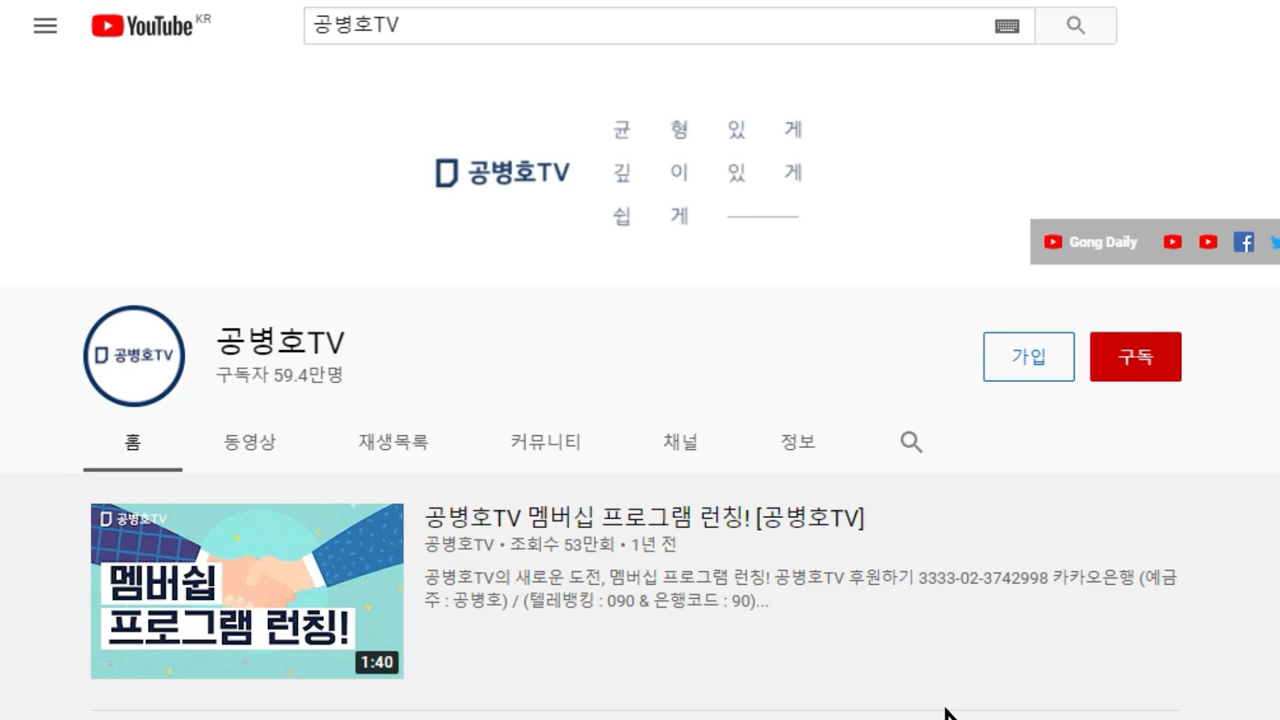 YouTube KR
공병호TV
공병호TV
균 형 있 게
깊 이 있 게
쉽 게
Gong Daily
공병호TV
공병호TV
구독자 59.4만명
가입
구독
홈 동영상 재생목록 커뮤니티 채널 정보
공병호TV
멤버쉽
프로그램 런칭!
1:40
공병호TV 멤버십 프로그램 런칭! [공병호TV]
공병호TV • 조회수 53만회 • 1년 전
공병호TV의 새로운 도전, 멤버십 프로그램 런칭! 공병호TV 후원하기 3333-02-3742998 카카오은행 (예금
주 : 공병호) / (텔레뱅킹 : 090 & 은행코드 : 90)...